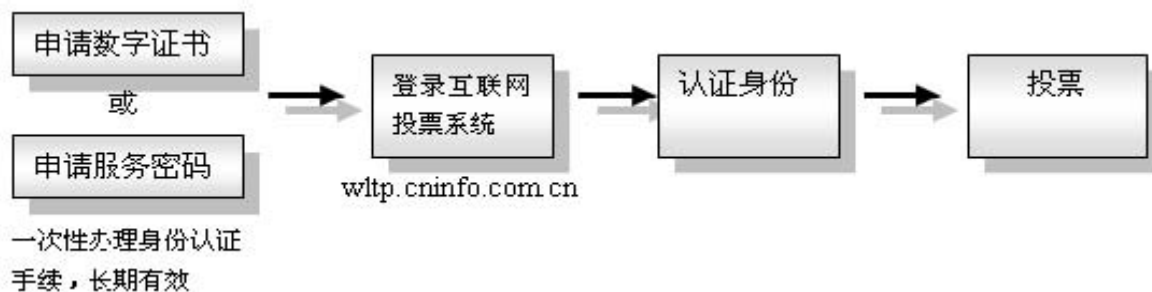 申请数字证书
或
申请服务密码
一次性办理身份认证
手续，长期有效
登录互联网
投票系统
wltp.cninfo.com.cn
认证身份
投票